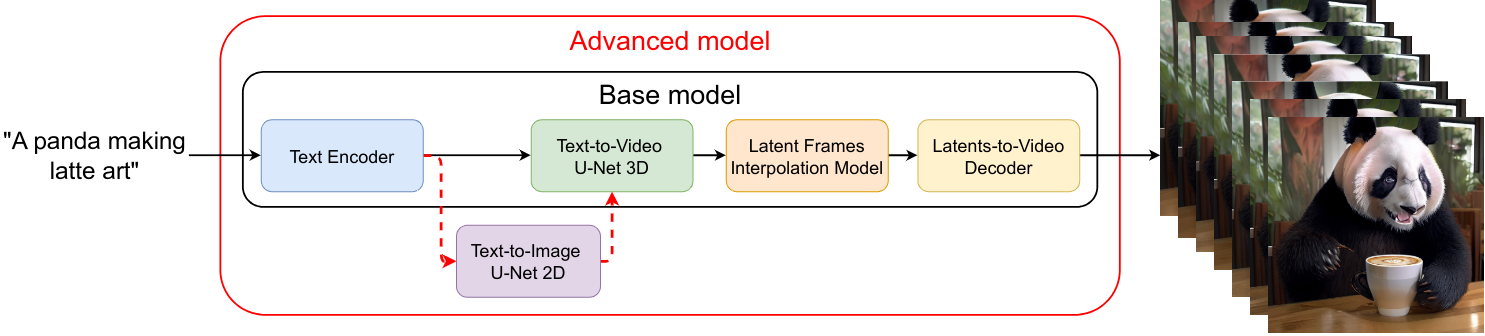 Advanced model
Base model
"A panda making
latte art"
Text Encoder
Text-to-Video
U-Net 3D
Latent Frames
Interpolation Model
Latents-to-Video
Decoder
Text-to-Image
U-Net 2D